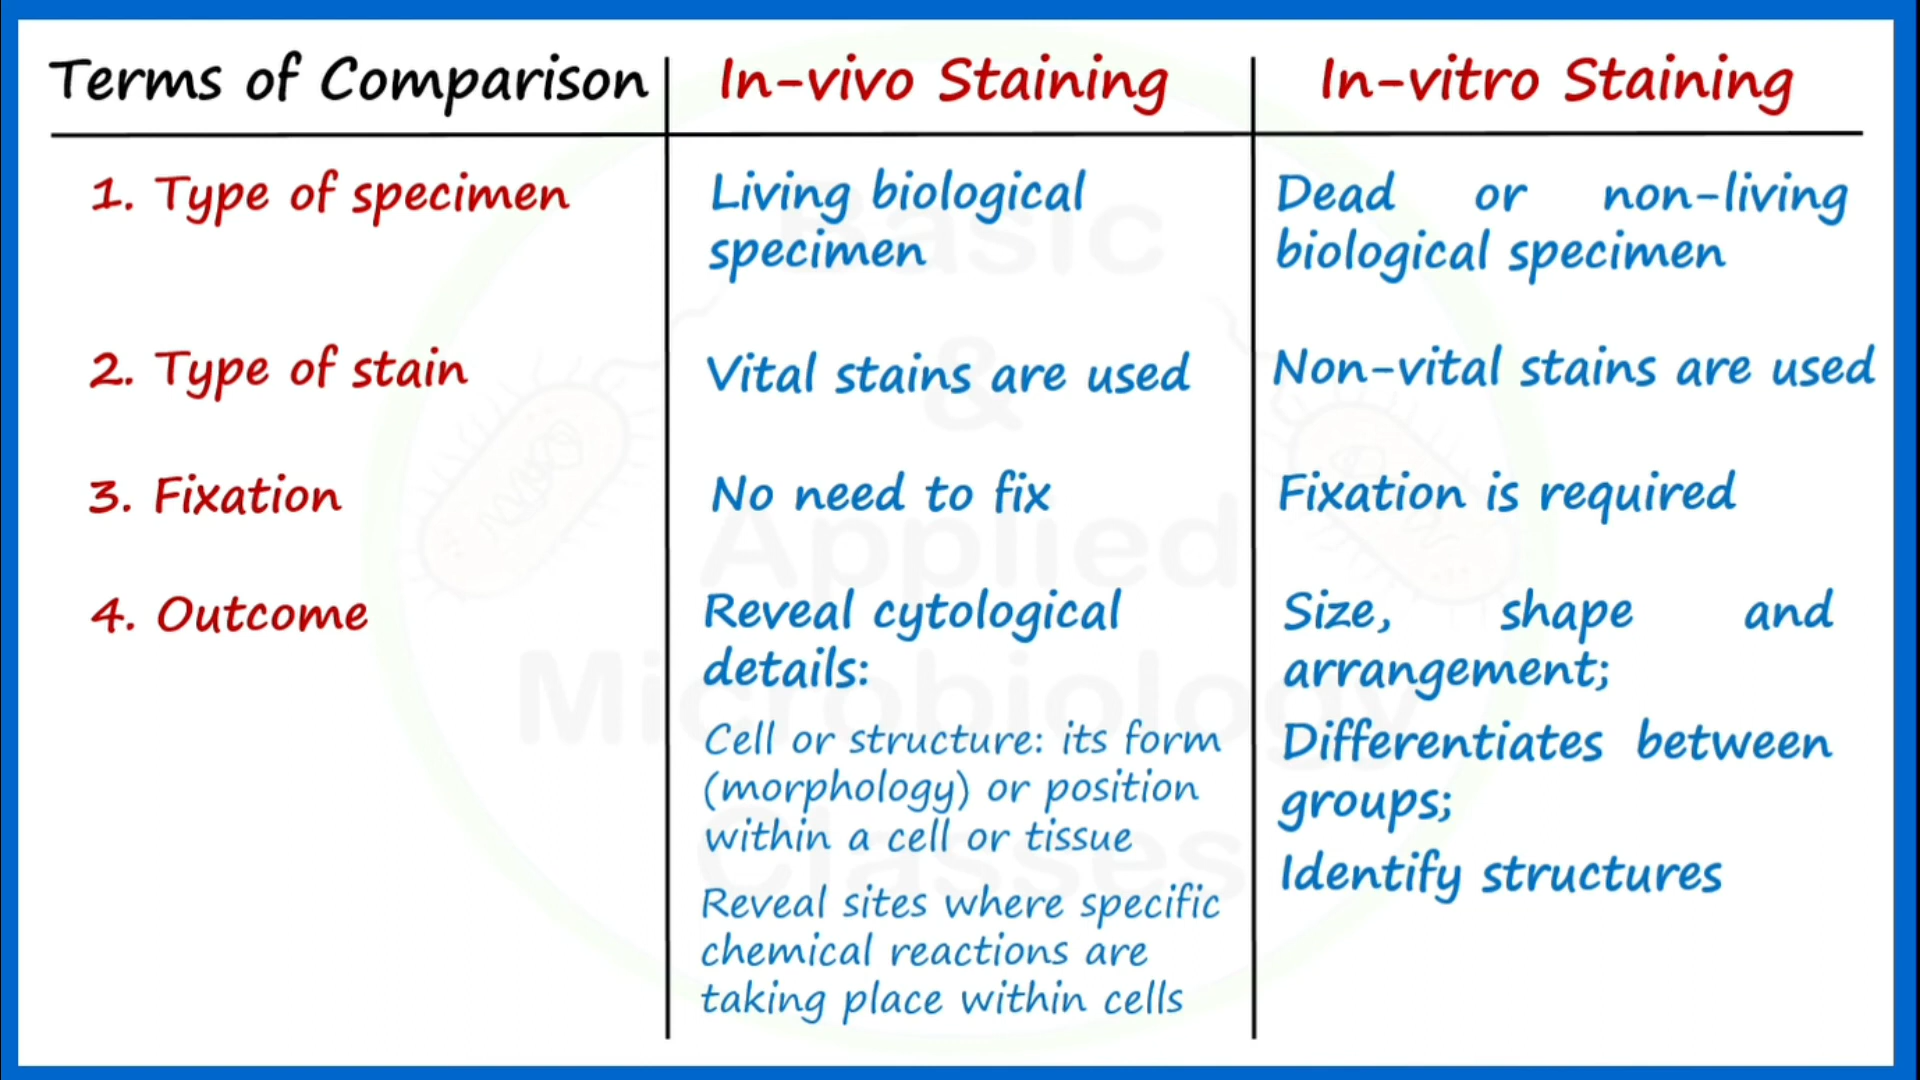 Terms of Comparison
In-vivo Staining
In-vitro Staining
1. Type of specimen
Living biological
specimen
Dead or non-living
biological specimen
2. Type of stain
Vital stains are used
Non-vital stains are used
3. Fixation
No need to fix
Fixation is required
4. Outcome
Reveal cytological
details:
Cell or structure: its form
(morphology) or position
within a cell or tissue
Reveal sites where specific
chemical reactions are
taking place within cells
Size, shape and
arrangement;
Differentiates between
groups;
Identify structures
Basic
&
Applied
Microbiology
Classes